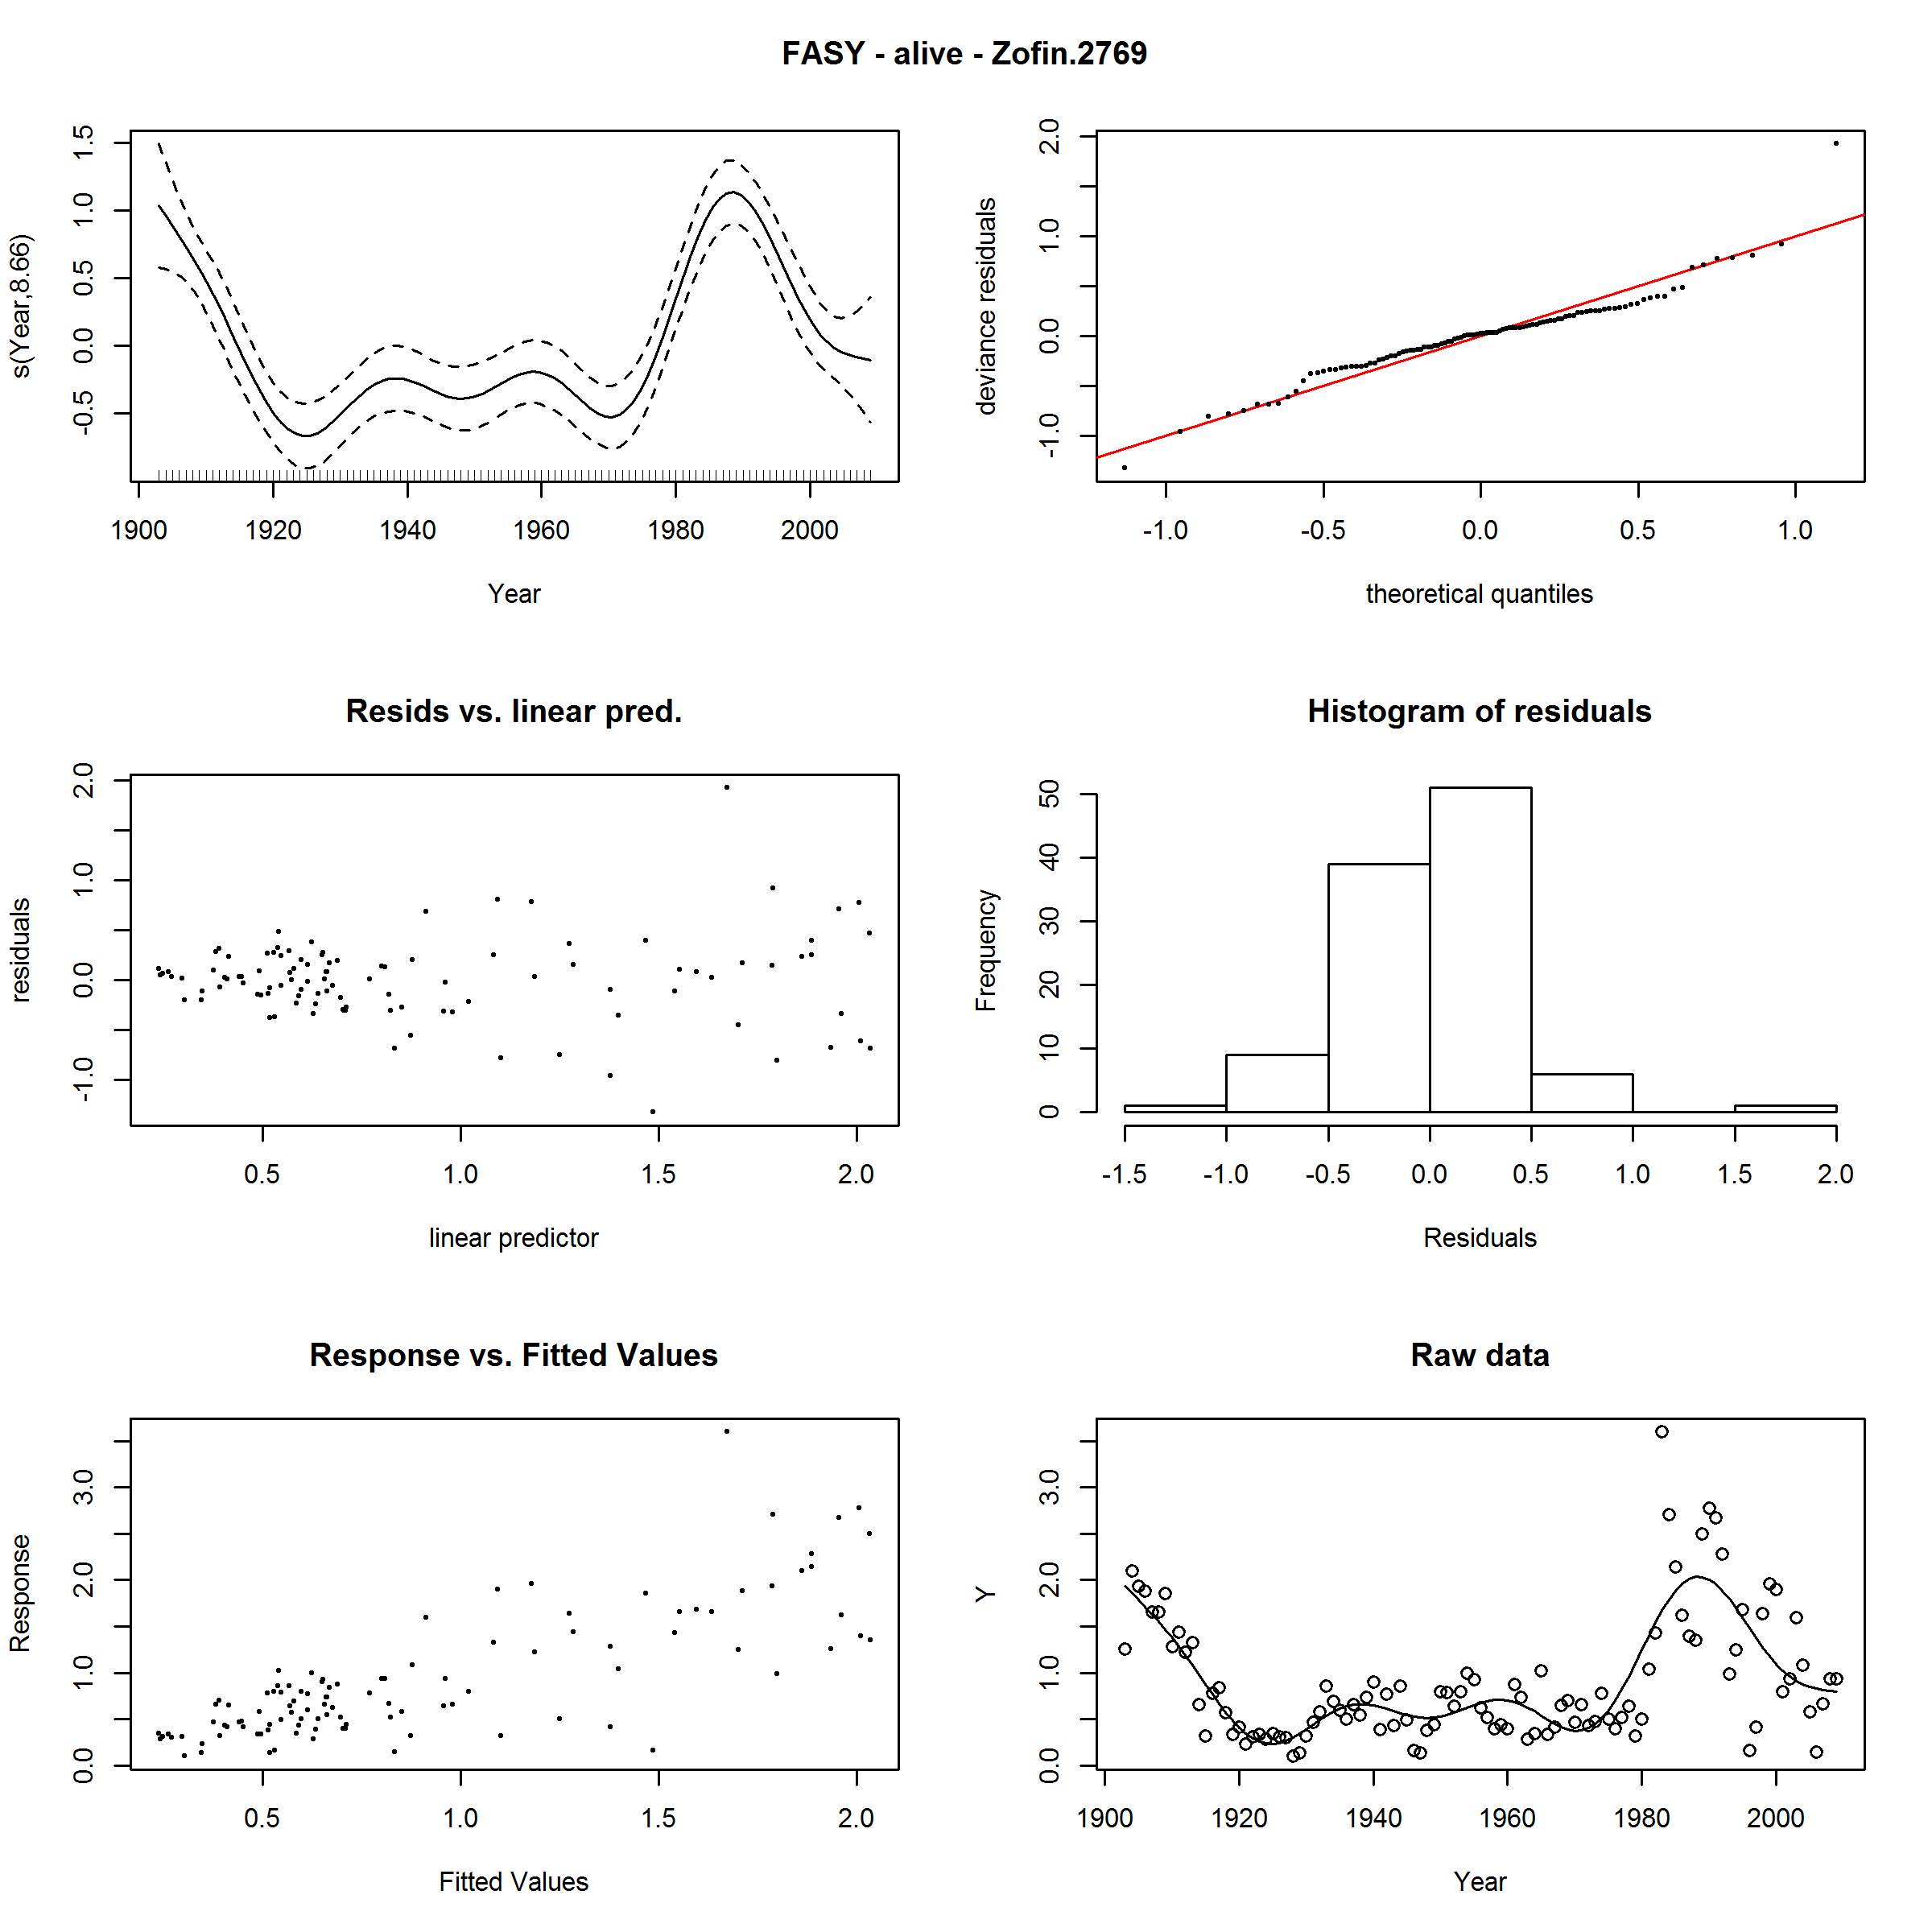 FASY - alive - Zofin.2769
s(Year,8.66)
-0.5 0.0 0.5 1.0 1.5
1900 1920 1940 1960 1980 2000
Year
deviance residuals
-1.0 0.0 1.0 2.0
-1.0 -0.5 0.0 0.5 1.0
theoretical quantiles
Resids vs. linear pred.
residuals
-1.0 0.0 1.0 2.0
0.5 1.0 1.5 2.0
linear predictor
Histogram of residuals
Frequency
0 10 20 30 40 50
-1.5 -1.0 -0.5 0.0 0.5 1.0 1.5 2.0
Residuals
Response vs. Fitted Values
Response
0.0 1.0 2.0 3.0
0.5 1.0 1.5 2.0
Fitted Values
Raw data
Y
0.0 1.0 2.0 3.0
1900 1920 1940 1960 1980 2000
Year